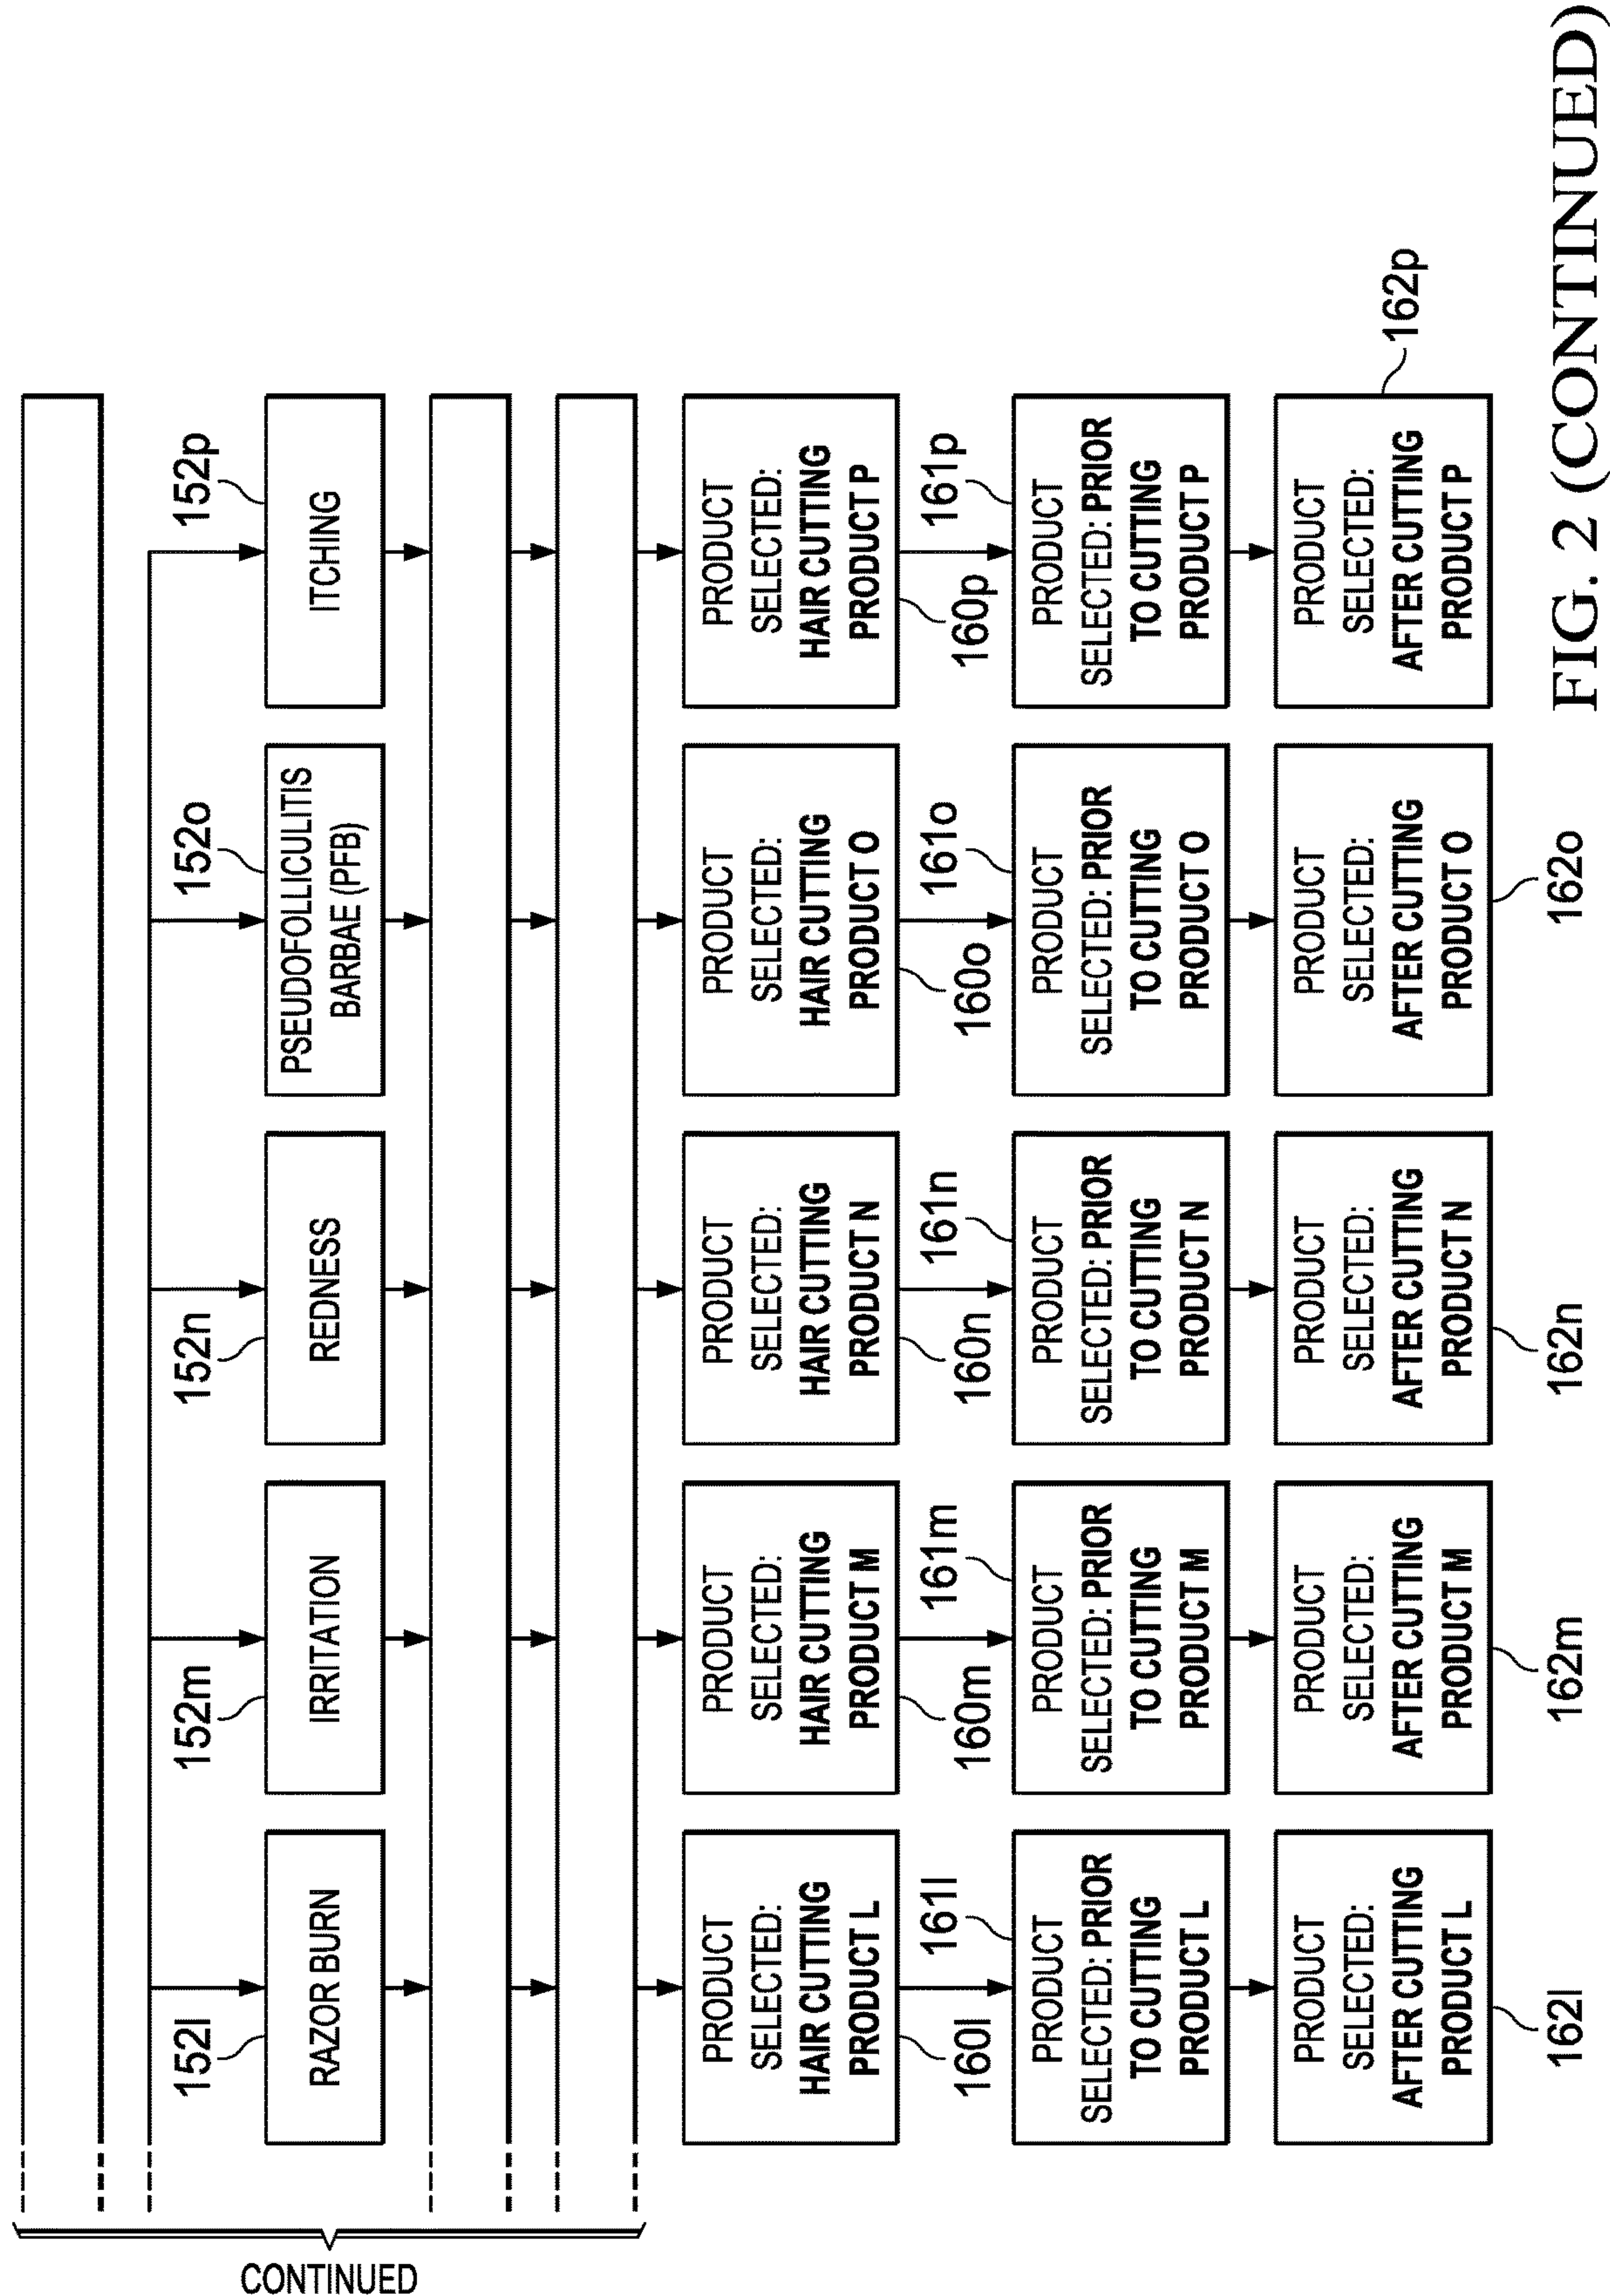 CONTINUED
152l
152m
152n
152o
152p
RAZOR BURN
IRRITATION
REDNESS
PSEUDOFOLLICULITIS
BARBAE (PFB)
ITCHING
PRODUCT
SELECTED:
HAIR CUTTING
PRODUCT L
PRODUCT
SELECTED:
HAIR CUTTING
PRODUCT M
PRODUCT
SELECTED:
HAIR CUTTING
PRODUCT N
PRODUCT
SELECTED:
HAIR CUTTING
PRODUCT O
PRODUCT
SELECTED:
HAIR CUTTING
PRODUCT P
160l
161l
160m
161m
160n
161n
160o
161o
160p
161p
PRODUCT
SELECTED: PRIOR
TO CUTTING
PRODUCT L
PRODUCT
SELECTED: PRIOR
TO CUTTING
PRODUCT M
PRODUCT
SELECTED: PRIOR
TO CUTTING
PRODUCT N
PRODUCT
SELECTED: PRIOR
TO CUTTING
PRODUCT O
PRODUCT
SELECTED: PRIOR
TO CUTTING
PRODUCT P
PRODUCT
SELECTED:
AFTER CUTTING
PRODUCT L
PRODUCT
SELECTED:
AFTER CUTTING
PRODUCT M
PRODUCT
SELECTED:
AFTER CUTTING
PRODUCT N
PRODUCT
SELECTED:
AFTER CUTTING
PRODUCT O
PRODUCT
SELECTED:
AFTER CUTTING
PRODUCT P
162l
162m
162n
162o
162p
FIG. 2 (CONTINUED)